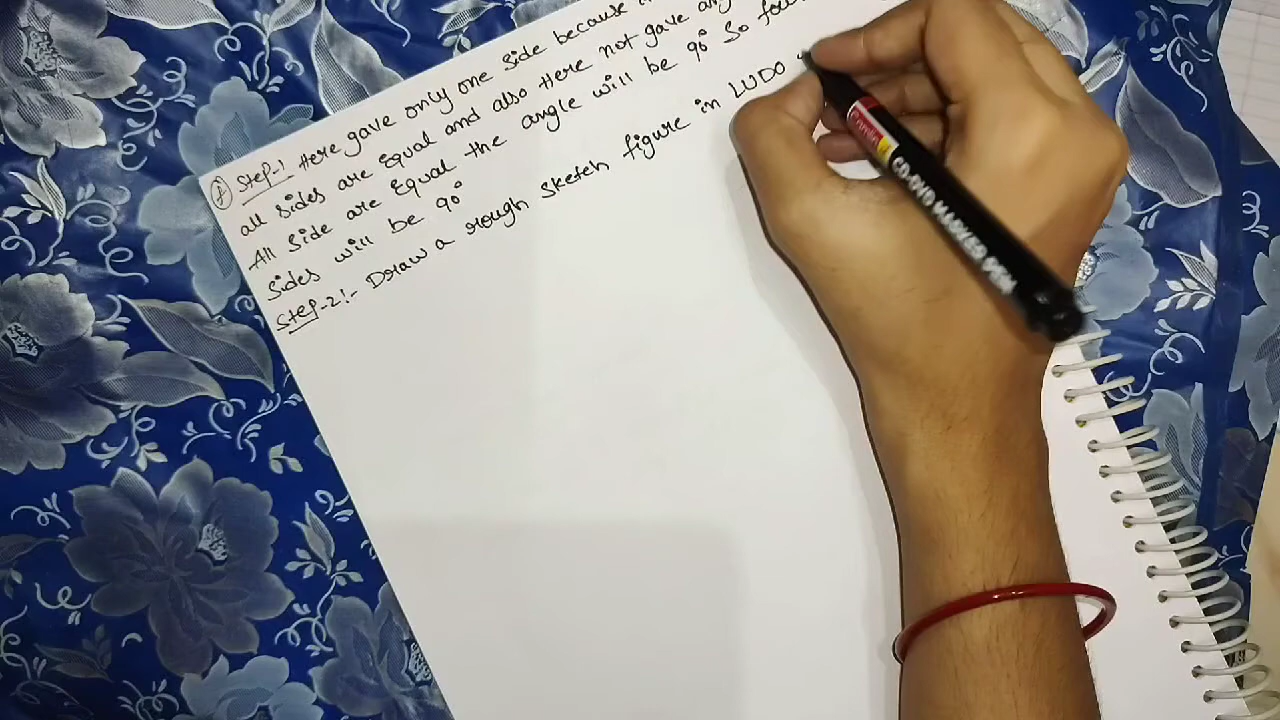 Step-1 Here gave only one side because
all sides are Equal and also Here not gave any
All Side are Equal the angle will be 90° So four
Sides will be 90°
Step-2:- Draw a rough sketch figure in LUDO
CD-DVD MARKER PEN